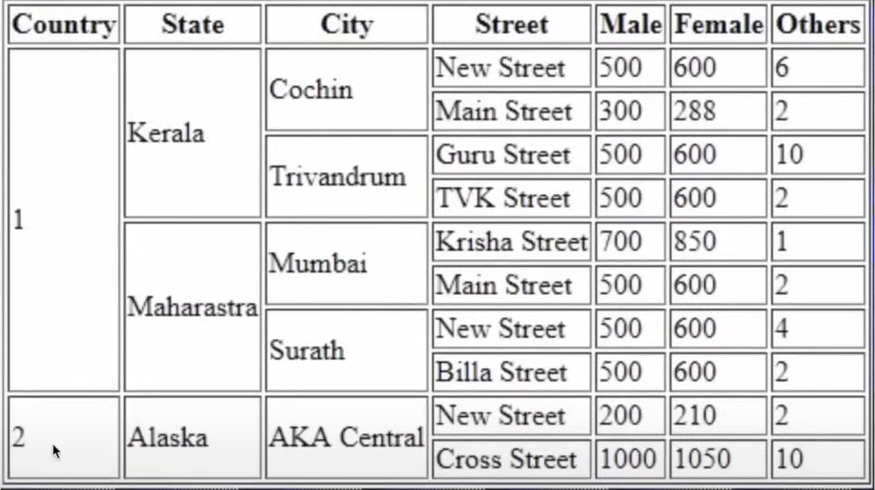 Country State City Street Male Female Others
1 Kerala Cochin New Street 500 600 6
Main Street 300 288 2
Trivandrum Guru Street 500 600 10
TVK Street 500 600 2
Maharastra Mumbai Krisha Street 700 850 1
Main Street 500 600 2
Surath New Street 500 600 4
Billa Street 500 600 2
2 Alaska AKA Central New Street 200 210 2
Cross Street 1000 1050 10